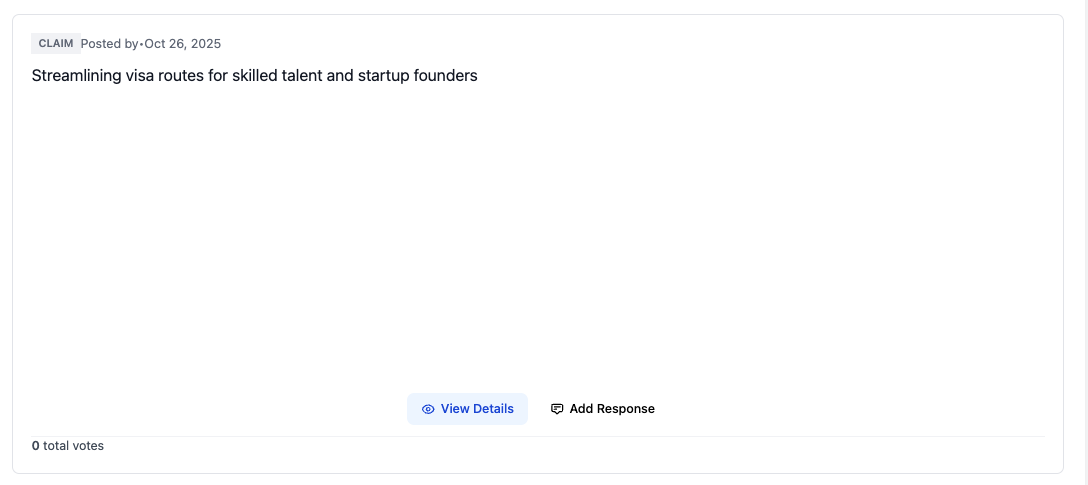 CLAIM Posted by•Oct 26, 2025
Streamlining visa routes for skilled talent and startup founders
View Details Add Response
0 total votes